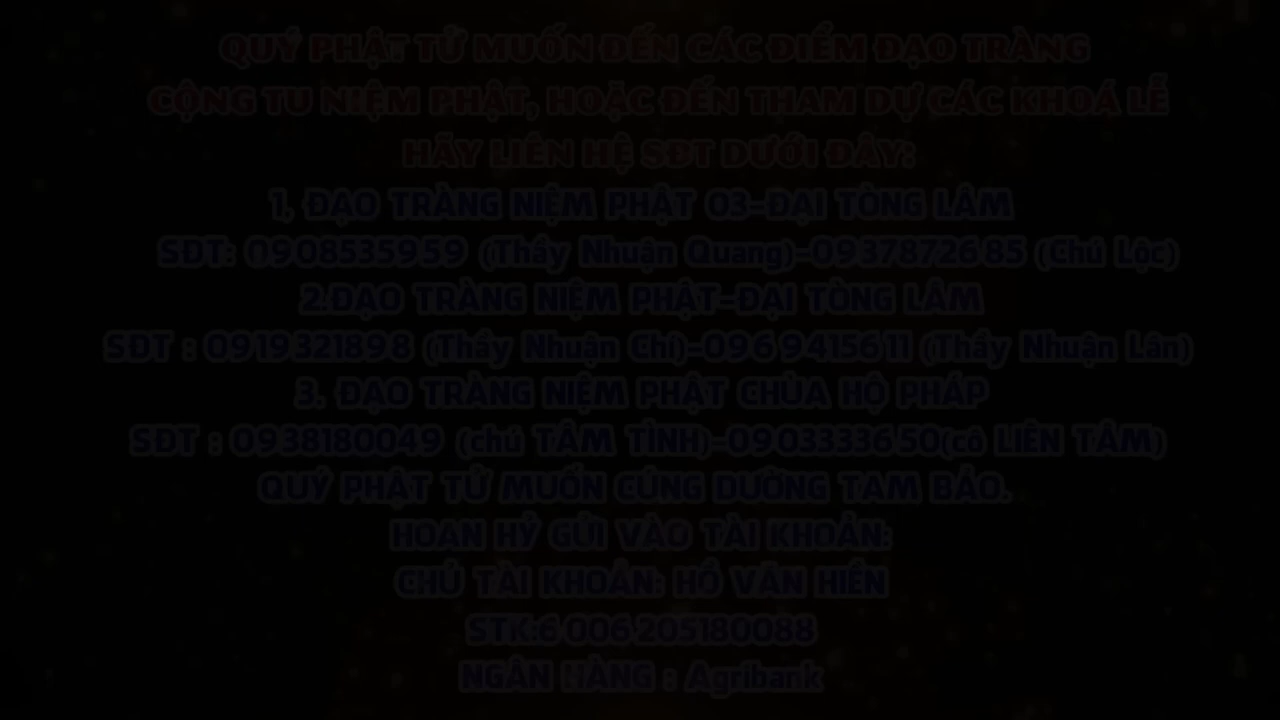 QUÝ PHẬT TỬ MUỐN ĐẾN CÁC ĐIỂM ĐẠO TRÀNG
CỘNG TU NIỆM PHẬT, HOẶC ĐẾN THAM DỰ CÁC KHOÁ LỄ
HÃY LIÊN HỆ SĐT DƯỚI ĐÂY:
1. ĐẠO TRÀNG NIỆM PHẬT 03-ĐẠI TÒNG LÂM
SĐT: 0908535959 (Thầy Nhuận Quang)-0937872685 (Chú Lộc)
2.ĐẠO TRÀNG NIỆM PHẬT-ĐẠI TÒNG LÂM
SĐT : 0919321898 (Thầy Nhuận Chí)-0969415611 (Thầy Nhuận Lân)
3. ĐẠO TRÀNG NIỆM PHẬT CHÙA HỘ PHÁP
SĐT : 0938180049 (chú TÂM TỊNH)-0903333650(cô LIÊN TÂM)
QUÝ PHẬT TỬ MUỐN CÚNG DƯỜNG TAM BẢO.
HOAN HỶ GỬI VÀO TÀI KHOẢN:
CHỦ TÀI KHOẢN: HỒ VĂN HIỀN
STK:6006205180088
NGÂN HÀNG : Agribank